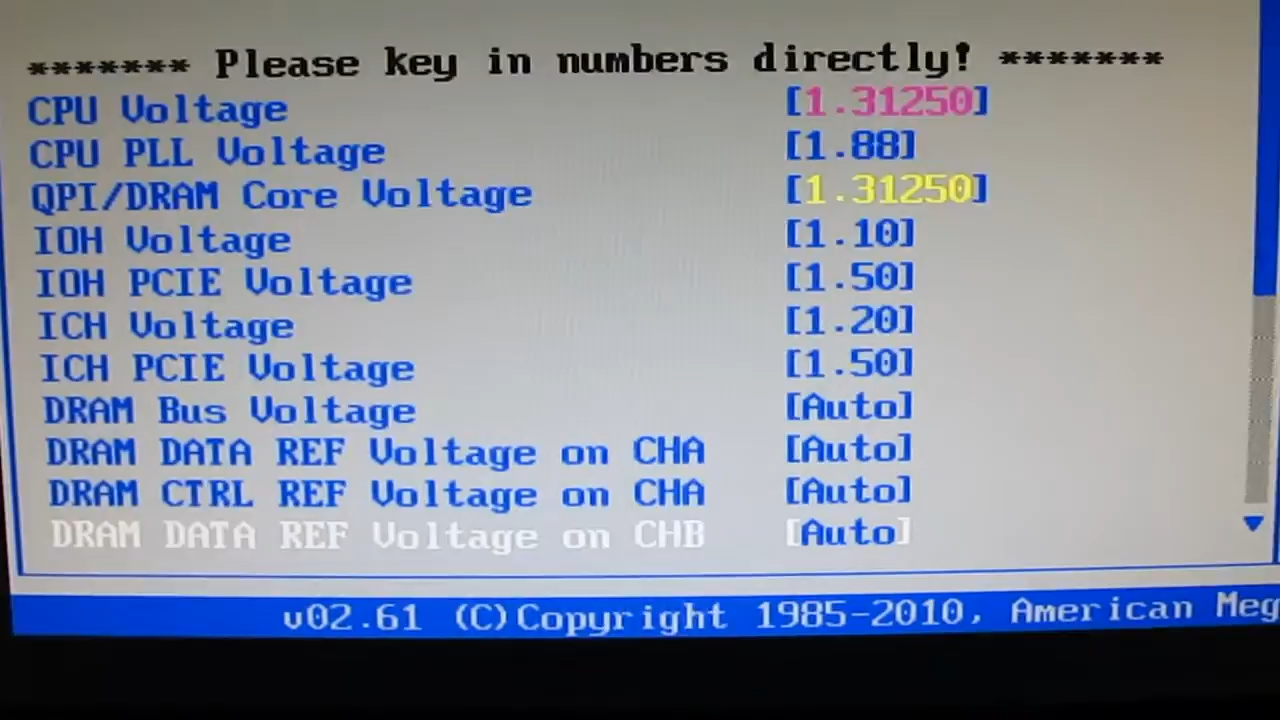 ******* Please key in numbers directly! *******
CPU Voltage [1.31250]
CPU PLL Voltage [1.88]
QPI/DRAM Core Voltage [1.31250]
IOH Voltage [1.10]
IOH PCIE Voltage [1.50]
ICH Voltage [1.20]
ICH PCIE Voltage [1.50]
DRAM Bus Voltage [Auto]
DRAM DATA REF Voltage on CHA [Auto]
DRAM CTRL REF Voltage on CHA [Auto]
DRAM DATA REF Voltage on CHB [Auto]
v02.61 (C)Copyright 1985-2010, American Meg